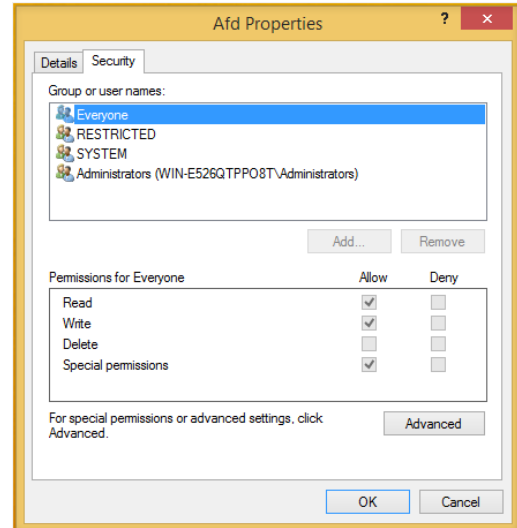 Afd Properties
?
×
Details Security
Group or user names:
Everyone
RESTRICTED
SYSTEM
Administrators (WIN-E526QTPPO8T\Administrators)
Add... Remove
Permissions for Everyone Allow Deny
Read
Write
Delete
Special permissions
For special permissions or advanced settings, click
Advanced.
Advanced
OK Cancel